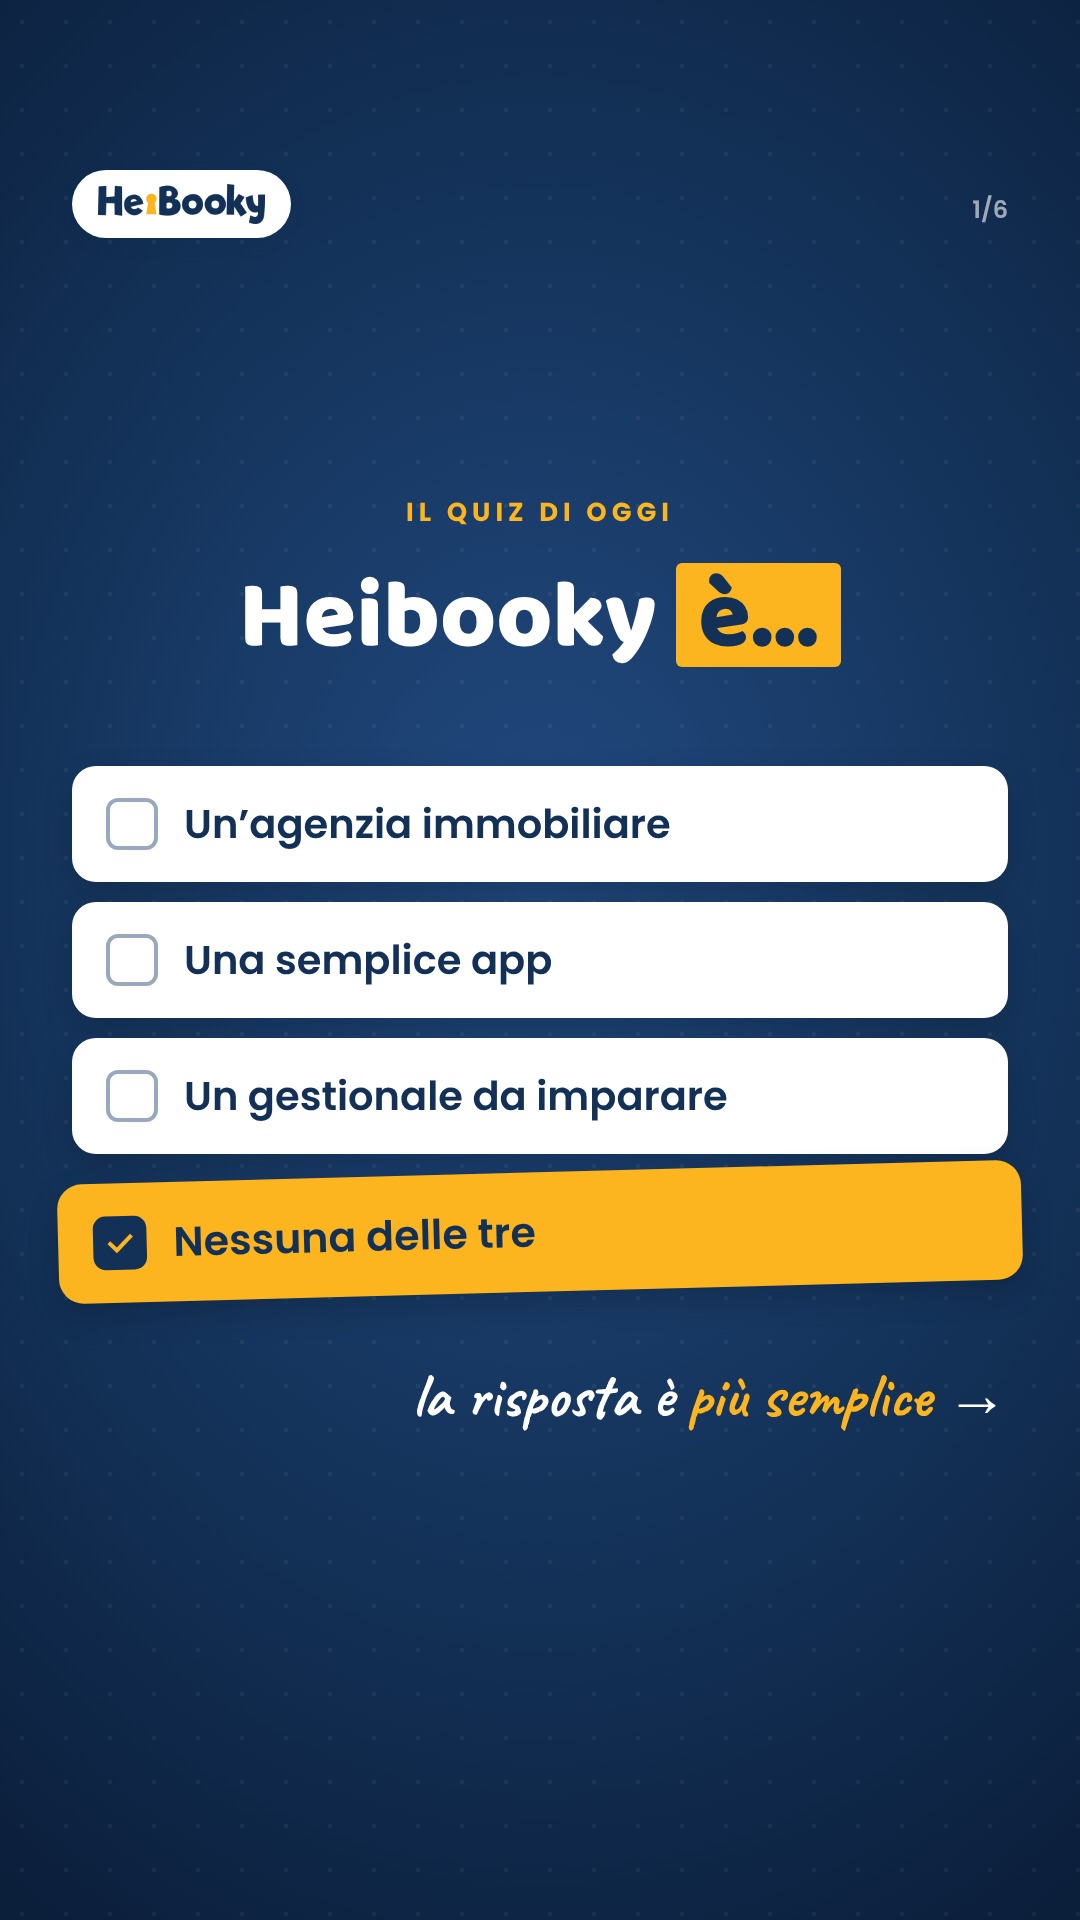 HeiBooky
1/6
IL QUIZ DI OGGI
Heibooky è...
Un’agenzia immobiliare
Una semplice app
Un gestionale da imparare
Nessuna delle tre
la risposta è più semplice →